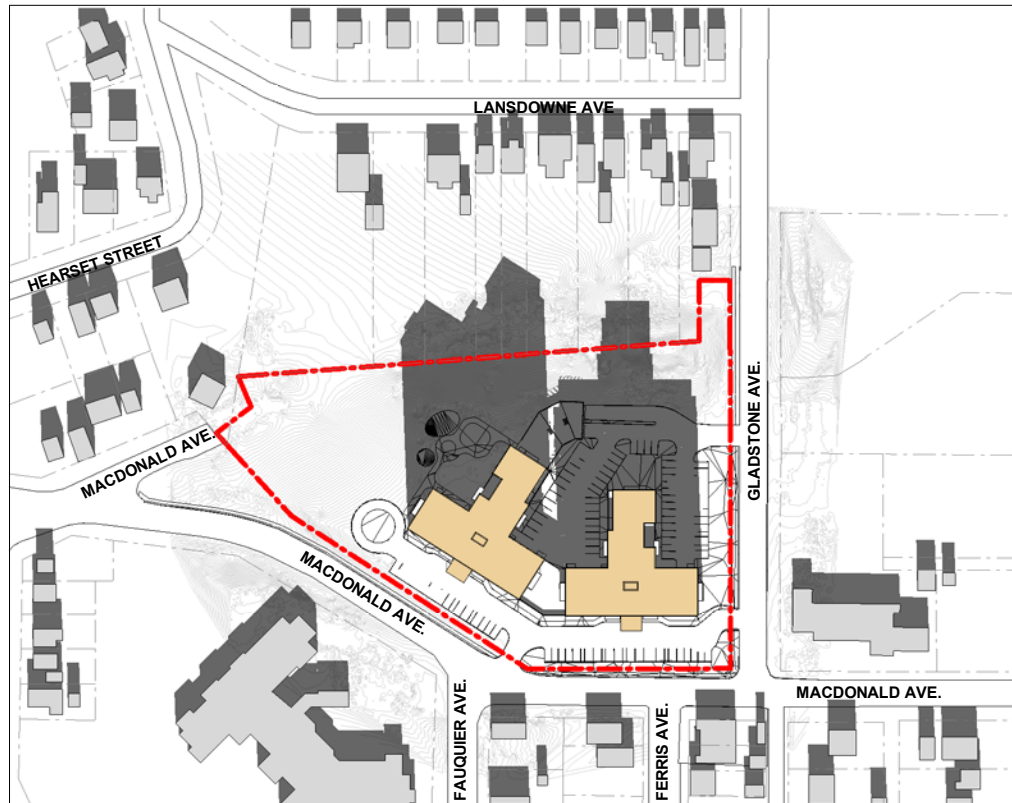 LANSDOWNE AVE
HEARSET STREET
MACDONALD AVE.
GLADSTONE AVE.
MACDONALD AVE.
MACDONALD AVE.
FAUQUIER AVE.
FERRIS AVE.